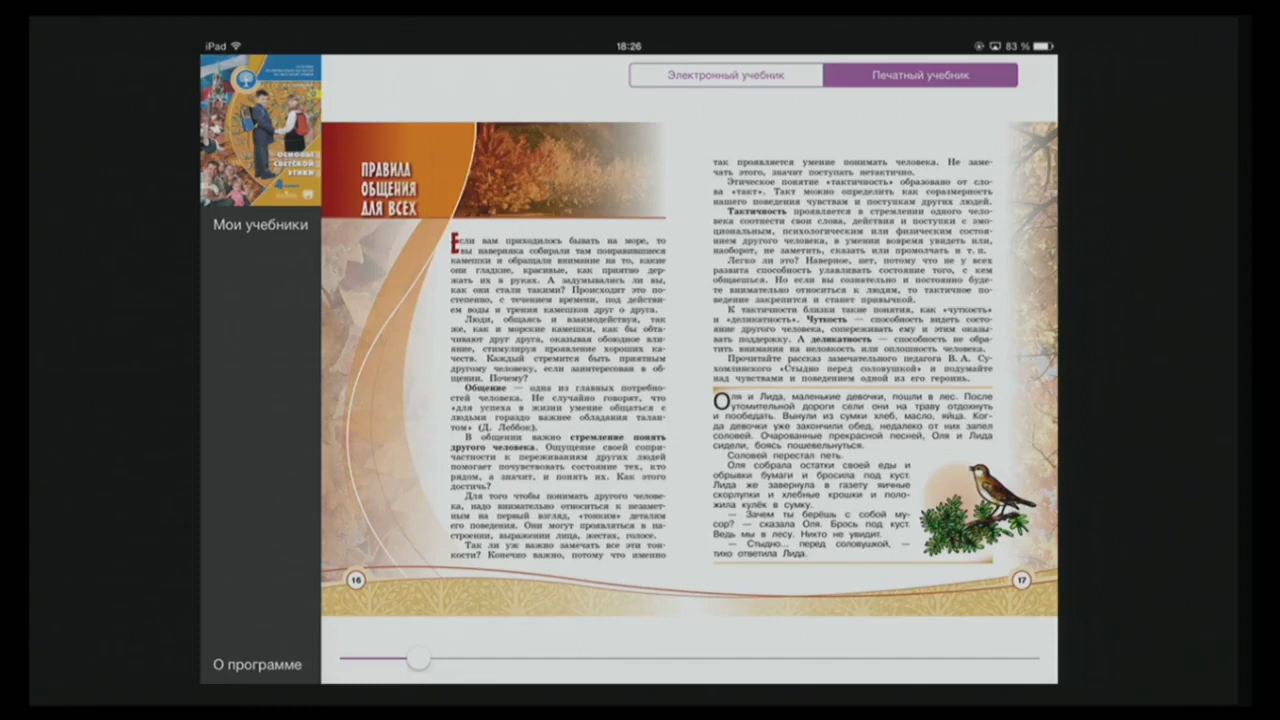 iPad
18:26
83 %
Электронный учебник
Печатный учебник
ОСНОВЫ
СВЕТСКОЙ
ЭТИКИ
Мои учебники
О программе
ПРАВИЛА
ОБЩЕНИЯ
ДЛЯ ВСЕХ
Если вам приходилось бывать на море, то
вы наверняка собирали там понравившиеся
камешки и обращали внимание на то, какие
они гладкие, красивые, как приятно дер-
жать их в руках. А задумывались ли вы,
как они стали такими? Происходит это по-
степенно, с течением времени, под действи-
ем воды и трения камешков друг о друга.
Люди, общаясь и взаимодействуя, так
же, как и морские камешки, как бы обта-
чивают друг друга, оказывая обоюдное вли-
яние, стимулируя проявление хороших ка-
честв. Каждый стремится быть приятным
другому человеку, если заинтересован в об-
щении. Почему?
Общение — одна из главных потребно-
стей человека. Не случайно говорят, что
«для успеха в жизни умение общаться с
людьми гораздо важнее обладания талан-
том» (Д. Леббок).
В общении важно стремление понять
другого человека. Ощущение своей сопри-
частности к переживаниям других людей
помогает почувствовать состояние тех, кто
рядом, а значит, и понять их. Как этого
достичь?
Для того чтобы понимать другого челове-
ка, надо внимательно относиться к незамет-
ным на первый взгляд, «тонким» деталям
его поведения. Они могут проявляться в на-
строении, выражении лица, жестах, голосе.
Так ли уж важно замечать все эти тон-
кости? Конечно важно, потому что именно
16
так проявляется умение понимать человека. Не заме-
чать этого, значит поступать нетактично.
Этическое понятие «тактичность» образовано от сло-
ва «такт». Такт можно определить как соразмерность
нашего поведения чувствам и поступкам других людей.
Тактичность проявляется в стремлении одного чело-
века соотнести свои слова, действия и поступки с эмо-
циональным, психологическим или физическим состоя-
нием другого человека, в умении вовремя увидеть или,
наоборот, не заметить, сказать или промолчать и т. п.
Легко ли это? Наверное, нет, потому что не у всех
развита способность улавливать состояние того, с кем
общаешься. Но если вы сознательно и постоянно буде-
те внимательно относиться к людям, то тактичное по-
ведение закрепится и станет привычкой.
К тактичности близки такие понятия, как «чуткость»
и «деликатность». Чуткость — способность видеть состо-
яние другого человека, сопереживать ему и этим оказы-
вать поддержку. А деликатность — способность не обра-
тить внимания на неловкость или оплошность человека.
Прочитайте рассказ замечательного педагога В. А. Су-
хомлинского «Стыдно перед соловушкой» и подумайте
над чувствами и поведением одной из его героинь.
Оля и Лида, маленькие девочки, пошли в лес. После
утомительной дороги сели они на траву отдохнуть
и пообедать. Вынули из сумки хлеб, масло, яйца. Ког-
да девочки уже закончили обед, недалеко от них запел
соловей. Очарованные прекрасной песней, Оля и Лида
сидели, боясь пошевельнуться.
Соловей перестал петь.
Оля собрала остатки своей еды и
обрывки бумаги и бросила под куст.
Лида же завернула в газету яичные
скорлупки и хлебные крошки и поло-
жила кулёк в сумку.
— Зачем ты берёшь с собой му-
сор? — сказала Оля. Брось под куст.
Ведь мы в лесу. Никто не увидит.
— Стыдно... перед соловушкой, —
тихо ответила Лида.
17